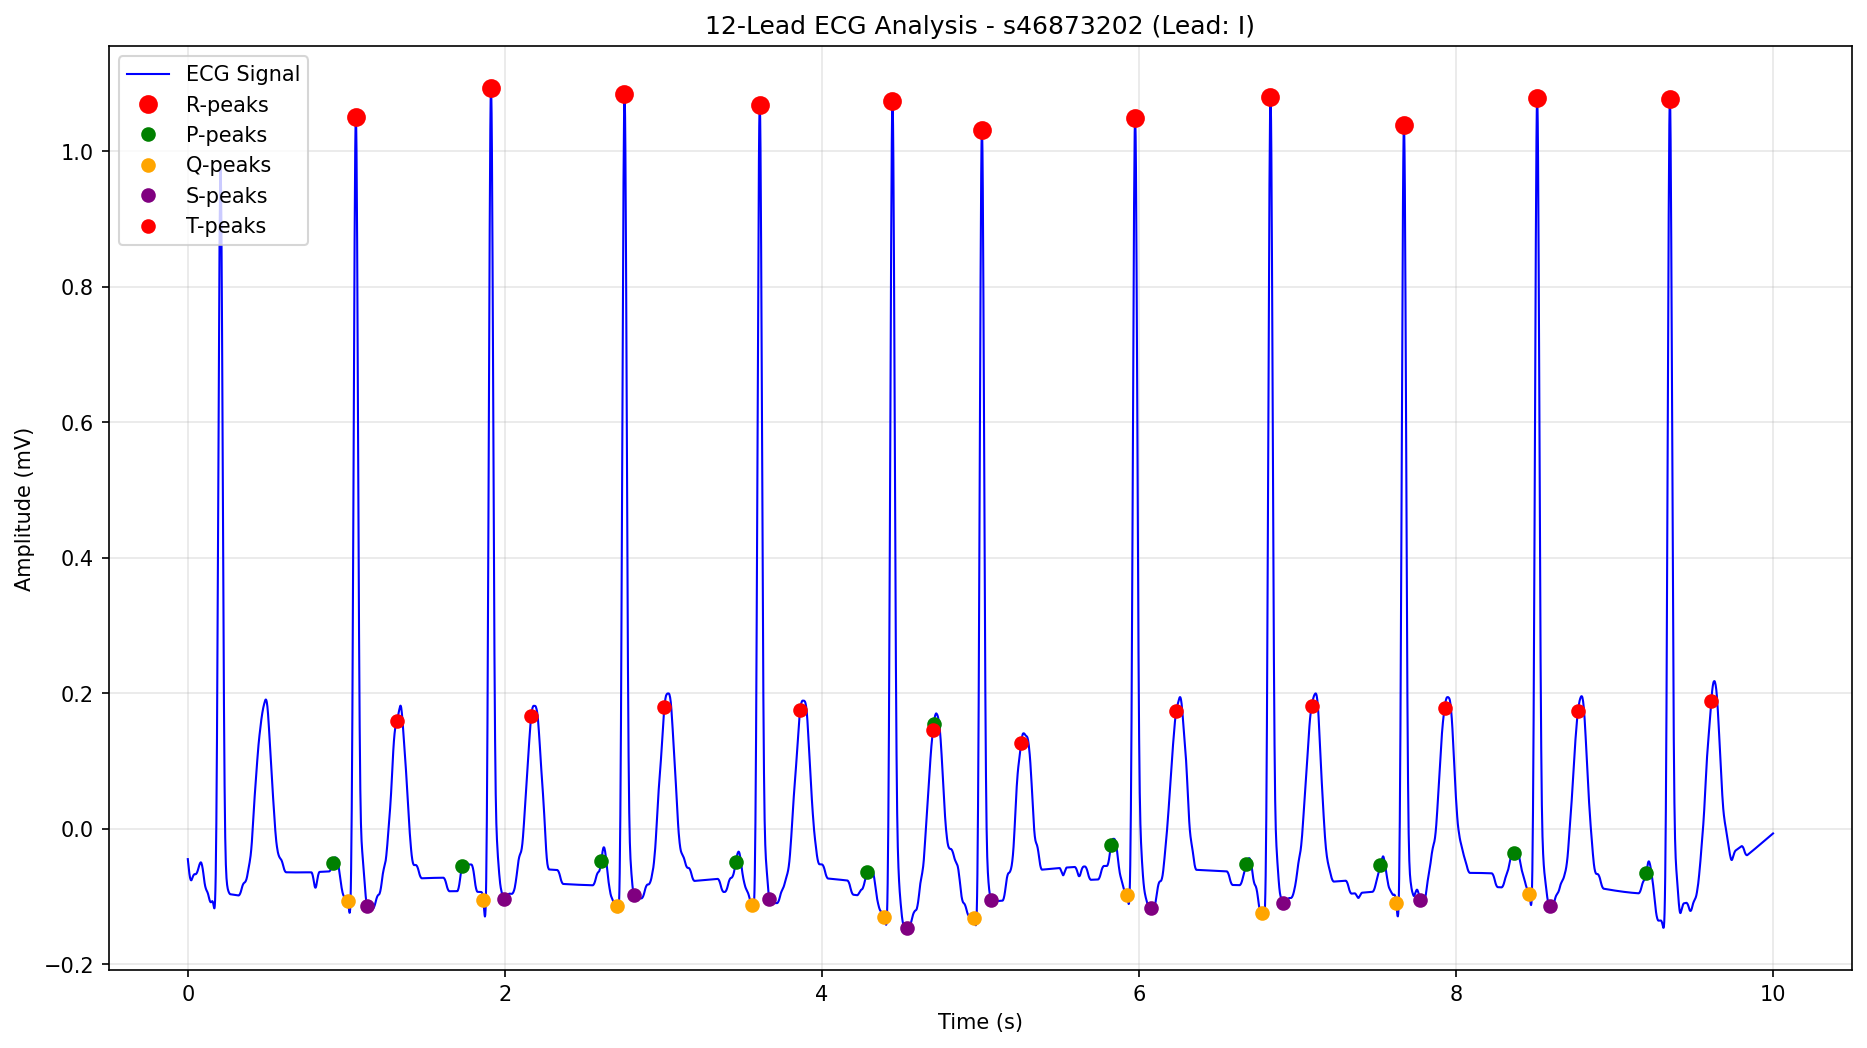 12-Lead ECG Analysis - s46873202 (Lead: I)
ECG Signal
R-peaks
P-peaks
Q-peaks
S-peaks
T-peaks
Amplitude (mV)
1.0
0.8
0.6
0.4
0.2
0.0
−0.2
0 2 4 6 8 10
Time (s)